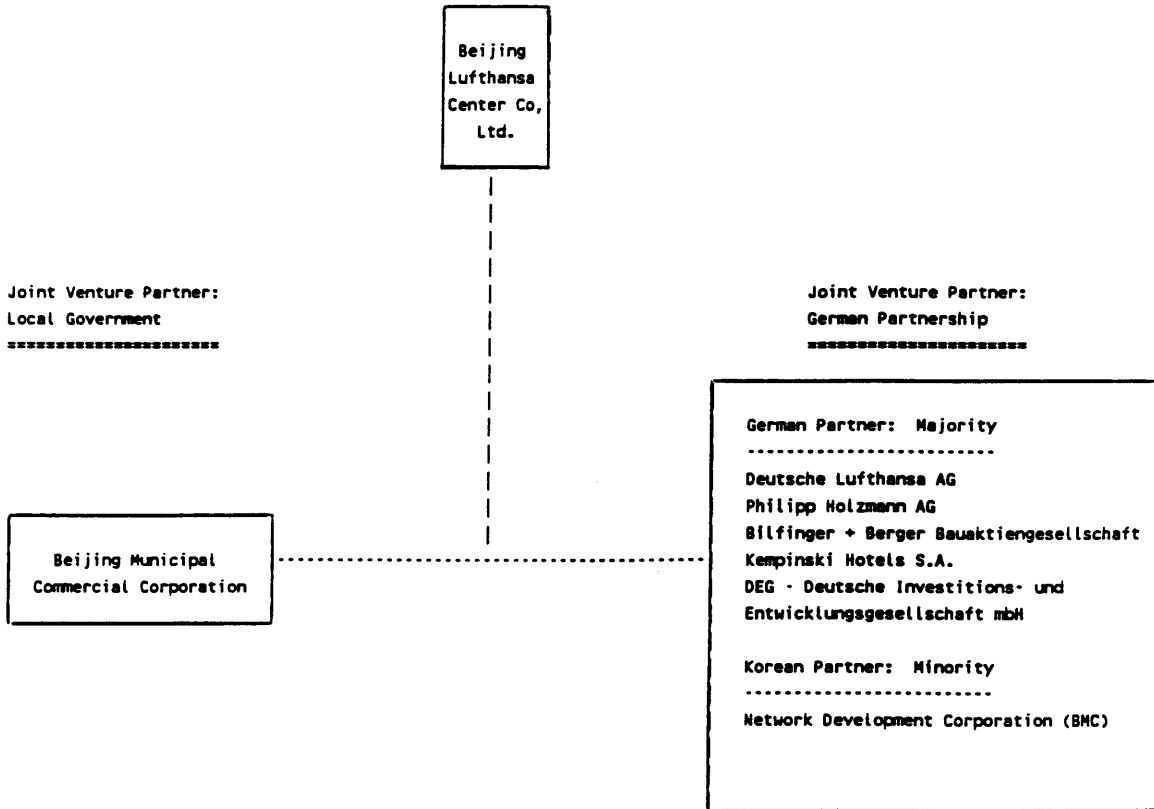 Beijing
Lufthansa
Center Co,
Ltd.
Joint Venture Partner:
Local Government
======================
Joint Venture Partner:
German Partnership
======================
Beijing Municipal
Commercial Corporation
German Partner: Majority
-------------------------
Deutsche Lufthansa AG
Philipp Holzmann AG
Bilfinger + Berger Bauaktiengesellschaft
Kempinski Hotels S.A.
DEG - Deutsche Investitions- und
Entwicklungsgesellschaft mbH
Korean Partner: Minority
-------------------------
Network Development Corporation (BMC)